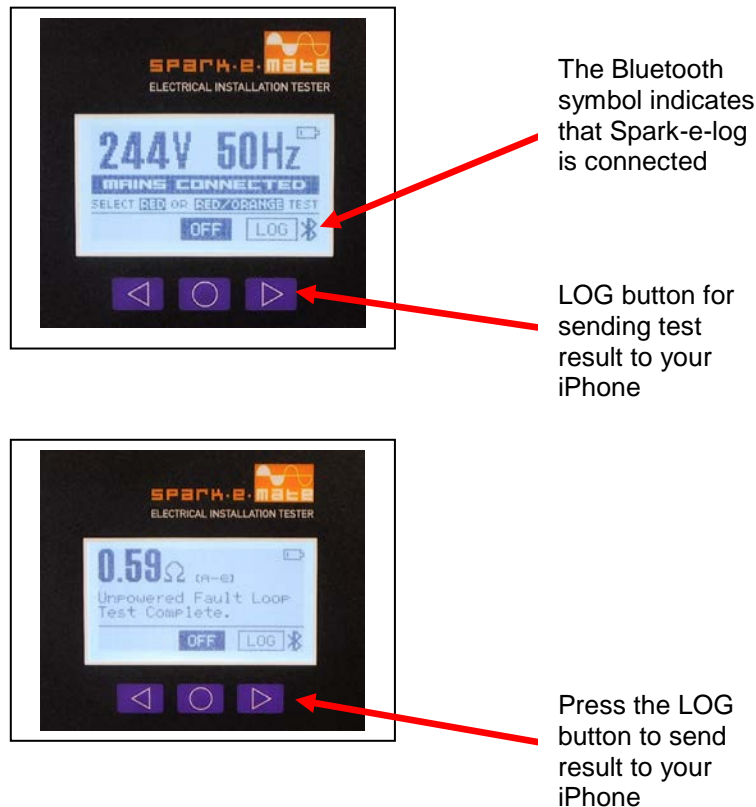 spark·e·mate
ELECTRICAL INSTALLATION TESTER
244V 50Hz
MAINS CONNECTED
SELECT RED OR RED/ORANGE TEST
OFF LOG
The Bluetooth
symbol indicates
that Spark-e-log
is connected
LOG button for
sending test
result to your
iPhone
spark·e·mate
ELECTRICAL INSTALLATION TESTER
0.59Ω (A-E)
Unpowered Fault Loop
Test Complete.
OFF LOG
Press the LOG
button to send
result to your
iPhone